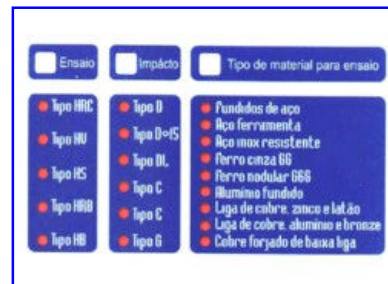 Ensaio
Impácto
Tipo de material para ensaio
Tipo HRC
Tipo HV
Tipo HS
Tipo HRB
Tipo HB
Tipo D
Tipo D+15
Tipo DL
Tipo C
Tipo C
Tipo G
Fundidos de aço
Aço ferramenta
Aço inox resistente
Ferro cinza GG
Ferro nodular GGG
Alumínio fundido
Liga de cobre, zinco e latão
Liga de cobre, alumínio e bronze
Cobre forjado de baixa liga